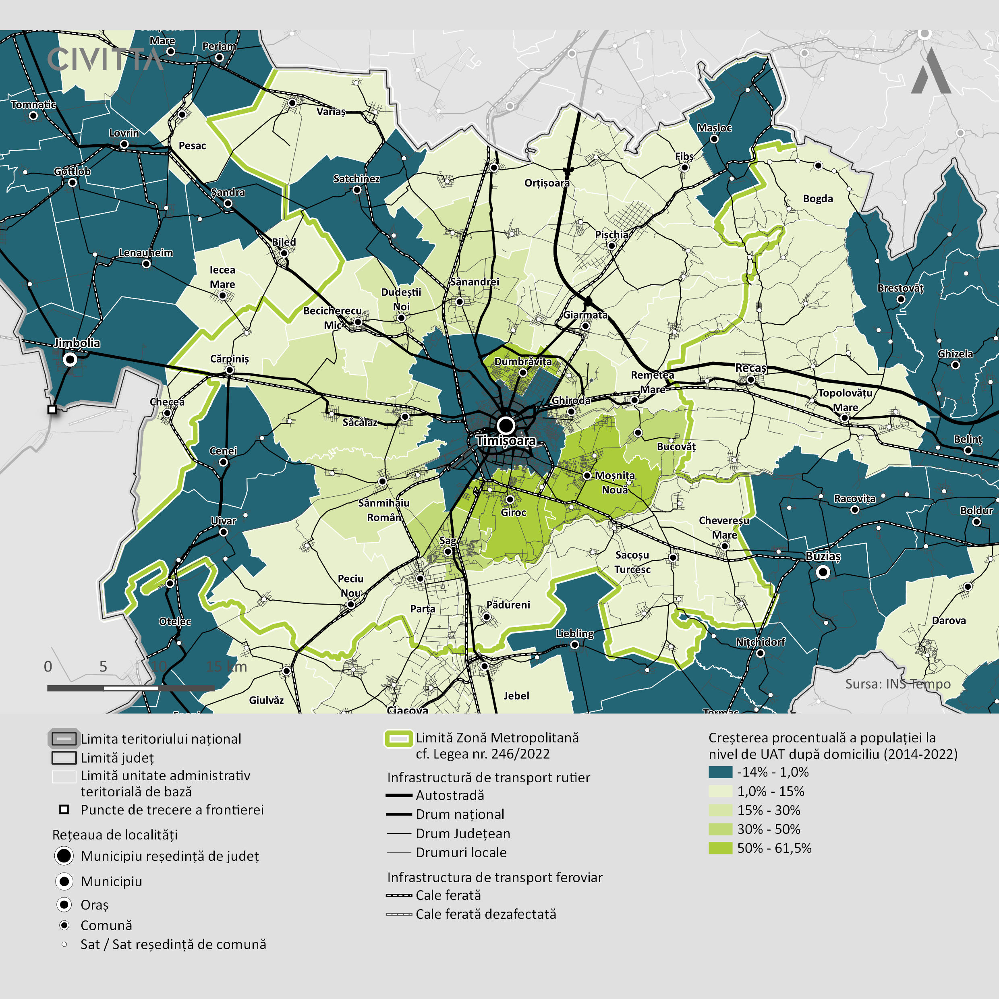 Mare
Periam
CIVITTA
Tomnatic
Variaș
Lovrin
Pesac
Mașloc
Fibș
Gottlob
Satchinez
Orțișoara
Șandra
Bogda
Biled
Pișchia
Lenauheim
Iecea
Mare
Sânandrei
Dudeștii
Noi
Brestovăț
Becicherecu
Mic
Giarmata
Jimbolia
Cărpiniș
Dumbrăvița
Ghizela
Recaș
Remetea
Mare
Checea
Ghiroda
Topolovățu
Mare
Săcălaz
Timișoara
Belinț
Cenei
Bucovăț
Moșnița
Nouă
Sânmihaiu
Român
Racovița
Giroc
Boldur
Uivar
Cheveresu
Mare
Șag
Sacoșu
Turcesc
Buziaș
Peciu
Nou
Parța
Pădureni
Otelec
Darova
Liebling
Nițchidorf
0 5 10 15 km
Sursa: INS Tempo
Giulvăz
Jebel
Ciacova
Limita teritoriului național
Limită județ
Limită unitate administrativ
teritorială de bază
Puncte de trecere a frontierei
Rețeaua de localități
Municipiu reședință de județ
Municipiu
Oraș
Comună
Sat / Sat reședință de comună
Limită Zonă Metropolitană
cf. Legea nr. 246/2022
Infrastructură de transport rutier
Autostradă
Drum național
Drum Județean
Drumuri locale
Infrastructura de transport feroviar
Cale ferată
Cale ferată dezafectată
Creșterea procentuală a populației la
nivel de UAT după domiciliu (2014-2022)
-14% - 1,0%
1,0% - 15%
15% - 30%
30% - 50%
50% - 61,5%